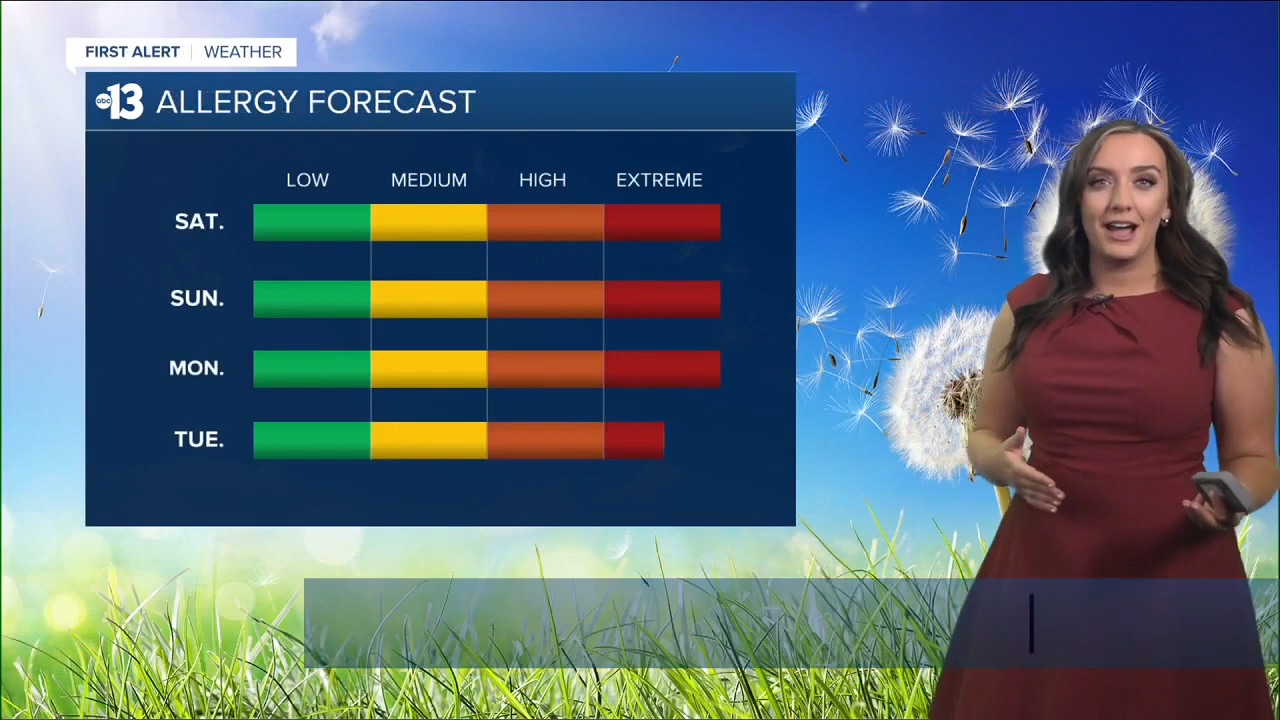 FIRST ALERT WEATHER
abc 13 ALLERGY FORECAST
LOW MEDIUM HIGH EXTREME
SAT.
SUN.
MON.
TUE.